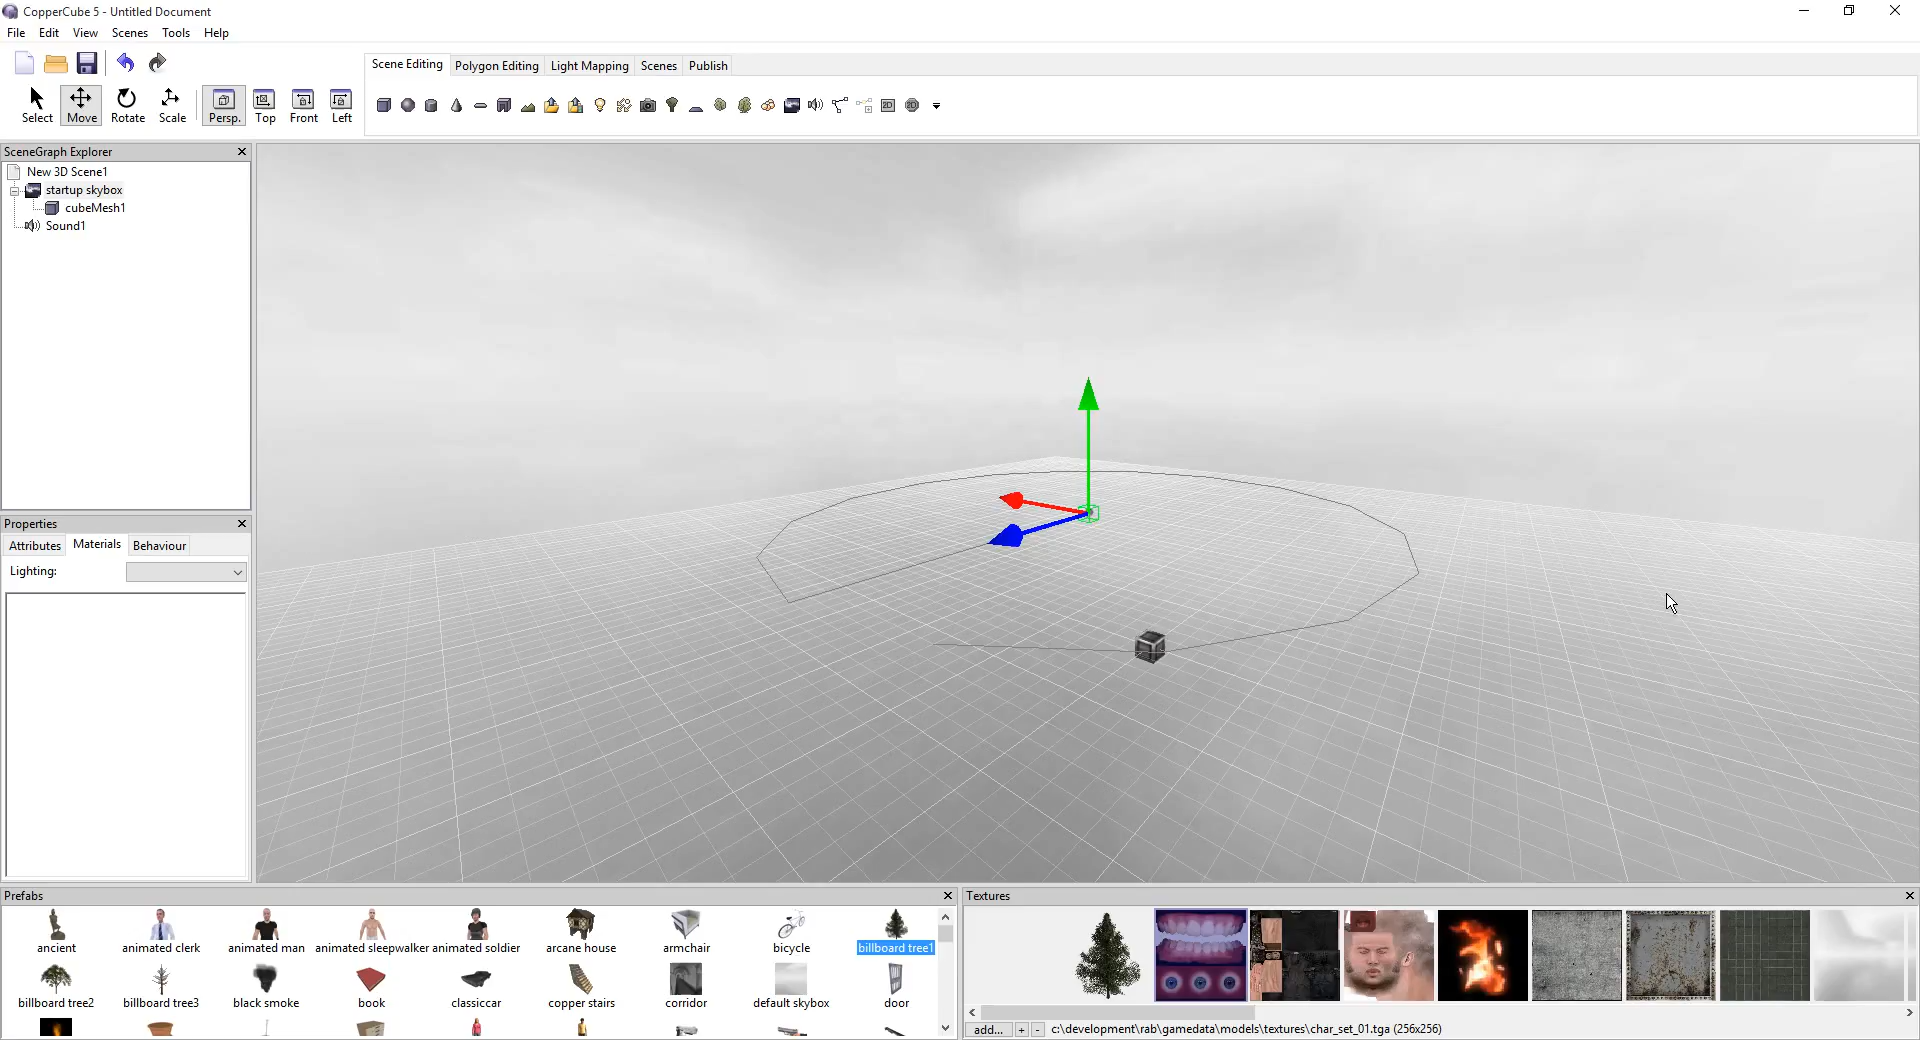 CopperCube 5 - Untitled Document
File Edit View Scenes Tools Help
Scene Editing Polygon Editing Light Mapping Scenes Publish
Select Move Rotate Scale Persp. Top Front Left
2D 2D
SceneGraph Explorer
New 3D Scene1
startup skybox
cubeMesh1
Sound1
Properties
Attributes Materials Behaviour
Lighting:
Prefabs
ancient animated clerk animated man animated sleepwalker animated soldier arcane house armchair bicycle billboard tree1
billboard tree2 billboard tree3 black smoke book classiccar copper stairs corridor default skybox door
Textures
add... + - c:\development\rab\gamedata\models\textures\char_set_01.tga (256x256)